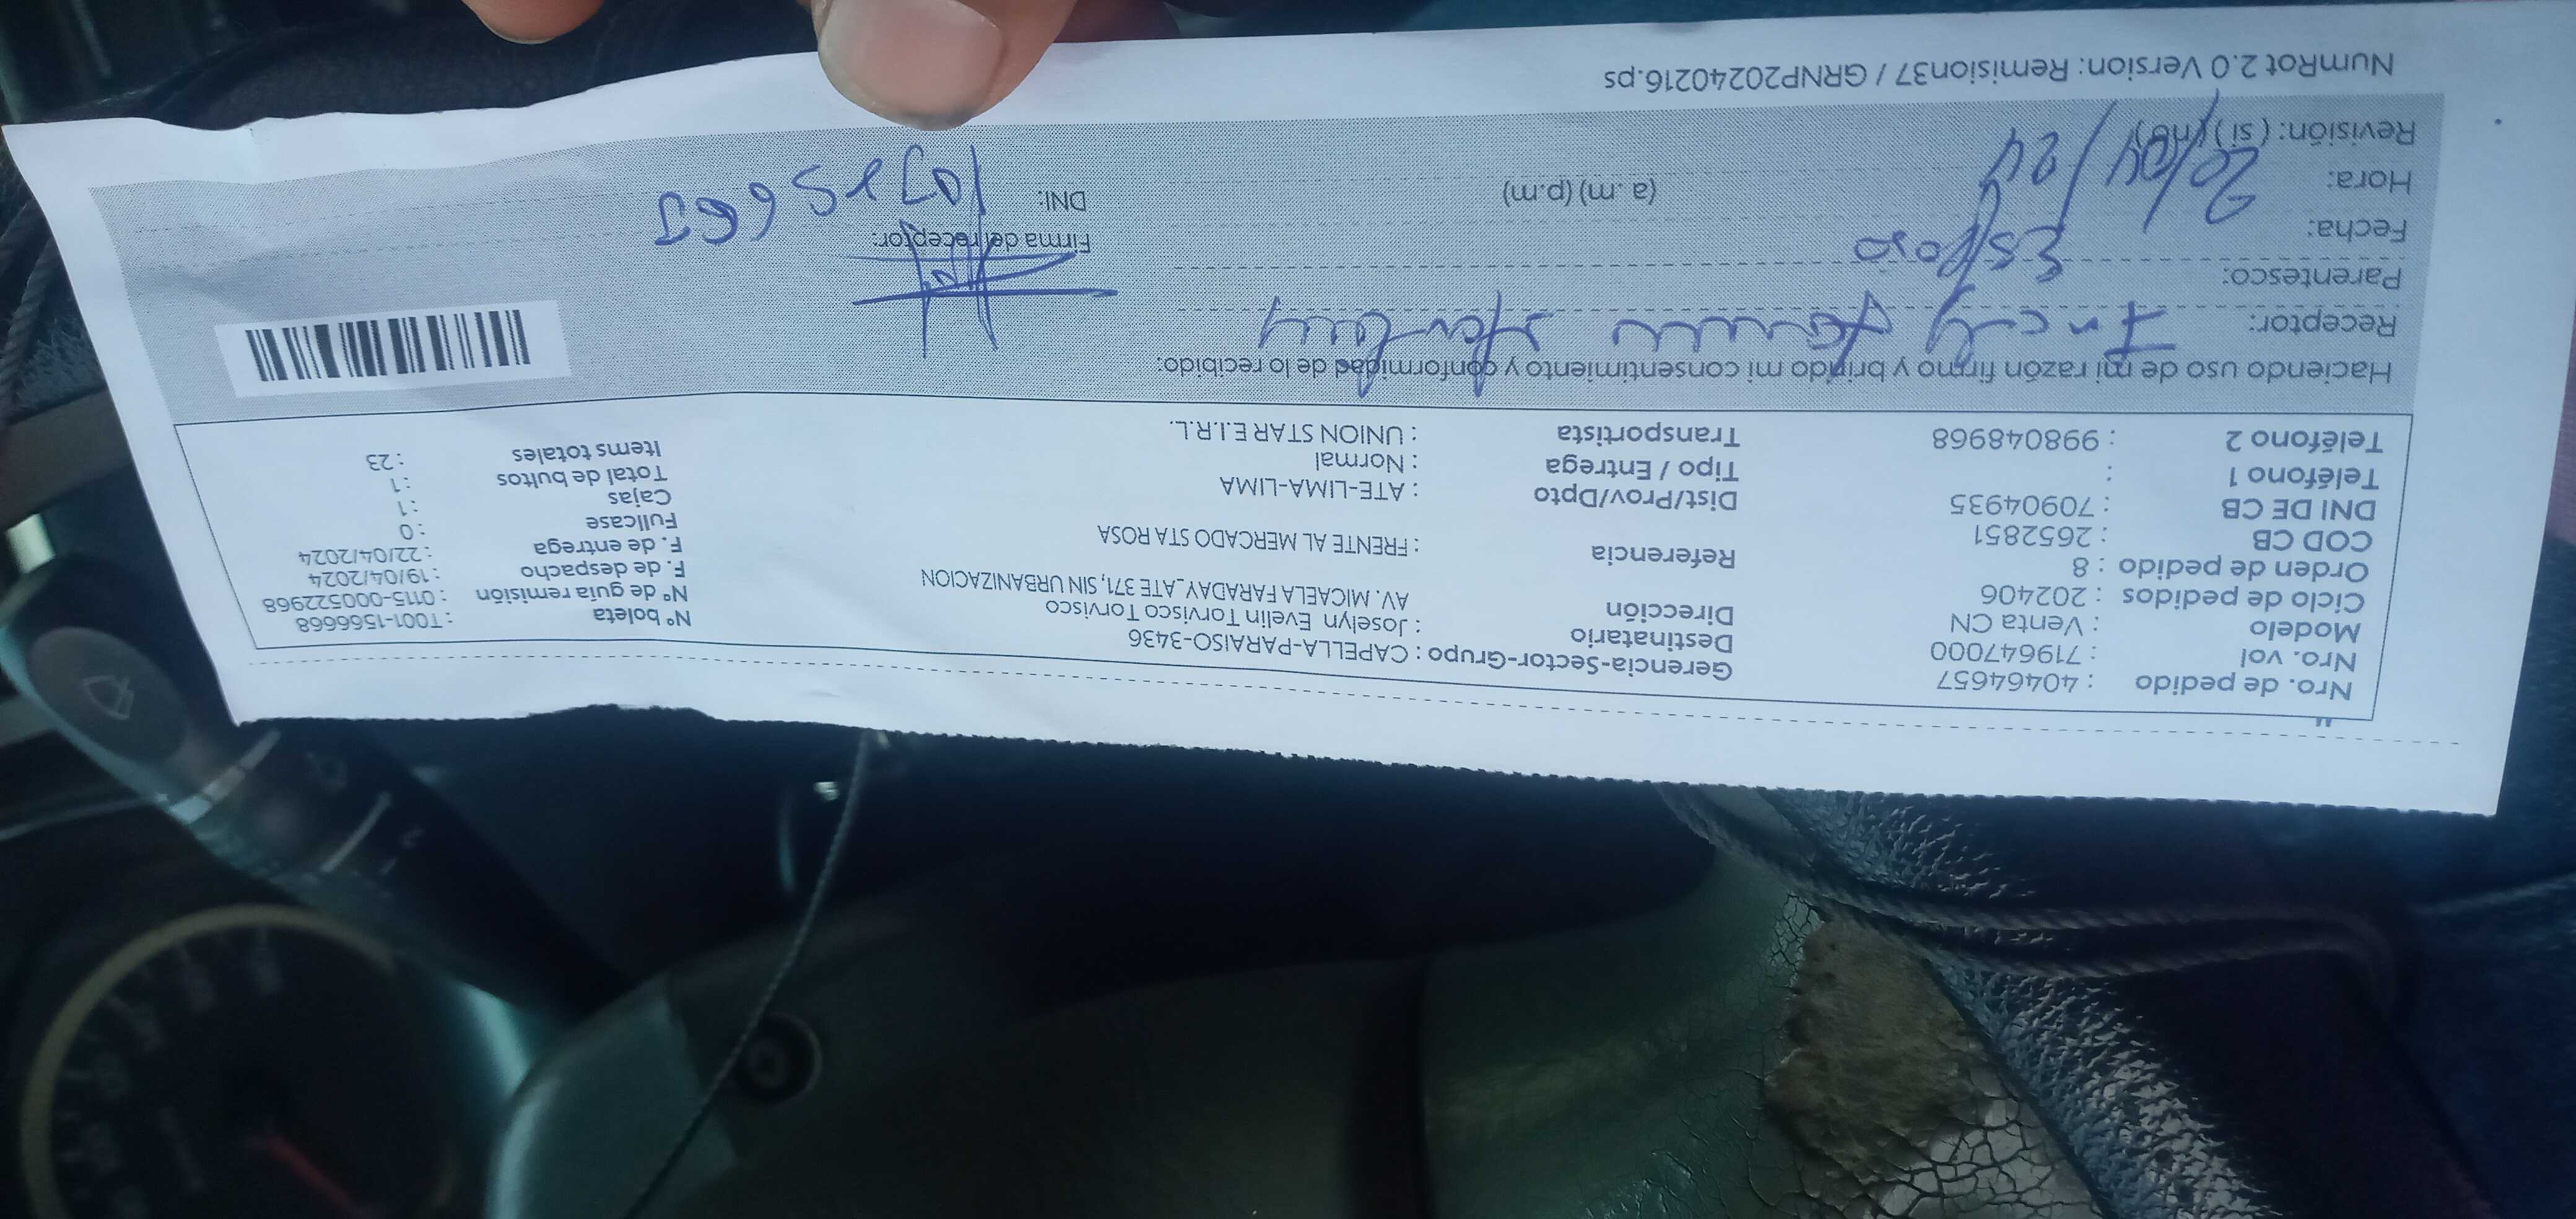 Nro. de pedido : 40464657
Nro. vol : 719647000
Modelo : Venta CN
Ciclo de pedidos : 202406
Orden de pedido : 8
COD CB : 2652851
DNI DE CB : 70904935
Teléfono 1 :
Teléfono 2 : 998048968
Gerencia-Sector-Grupo : CAPELLA-PARAISO-3436
Destinatario : Joselyn Evelin Torvisco Torvisco
Dirección AV. MICAELA FARADAY_ATE 371, SIN URBANIZACION
Referencia : FRENTE AL MERCADO STA ROSA
Dist/Prov/Dpto : ATE-LIMA-LIMA
Tipo / Entrega : Normal
Transportista : UNION STAR E.I.R.L.
N° boleta : T001-1566668
N° de guía remisión : 0115-000522968
F. de despacho : 19/04/2024
F. de entrega : 22/04/2024
Fullcase : 0
Cajas : 1
Total de bultos : 1
Items totales : 23
Haciendo uso de mi razón firmo y brindo mi consentimiento y conformidad de lo recibido:
Receptor:
Parentesco: Esposo
Fecha: 20/04/24
Hora: (a.m) (p.m)
Revisión: ( si ) (no)
Firma del receptor:
DNI:
NumRot 2.0 Version: Remision37 / GRNP20240216.ps